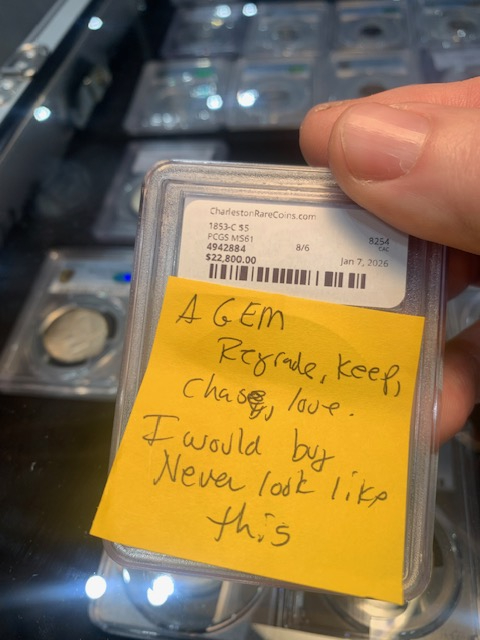 CharlestonRareCoins.com
1853-C $5
PCGS MS61
4942884 8/6 8254
CAC
$22,800.00 Jan 7, 2026
A GEM
Regrade, keep,
chase, love.
I would buy
Never look like
this